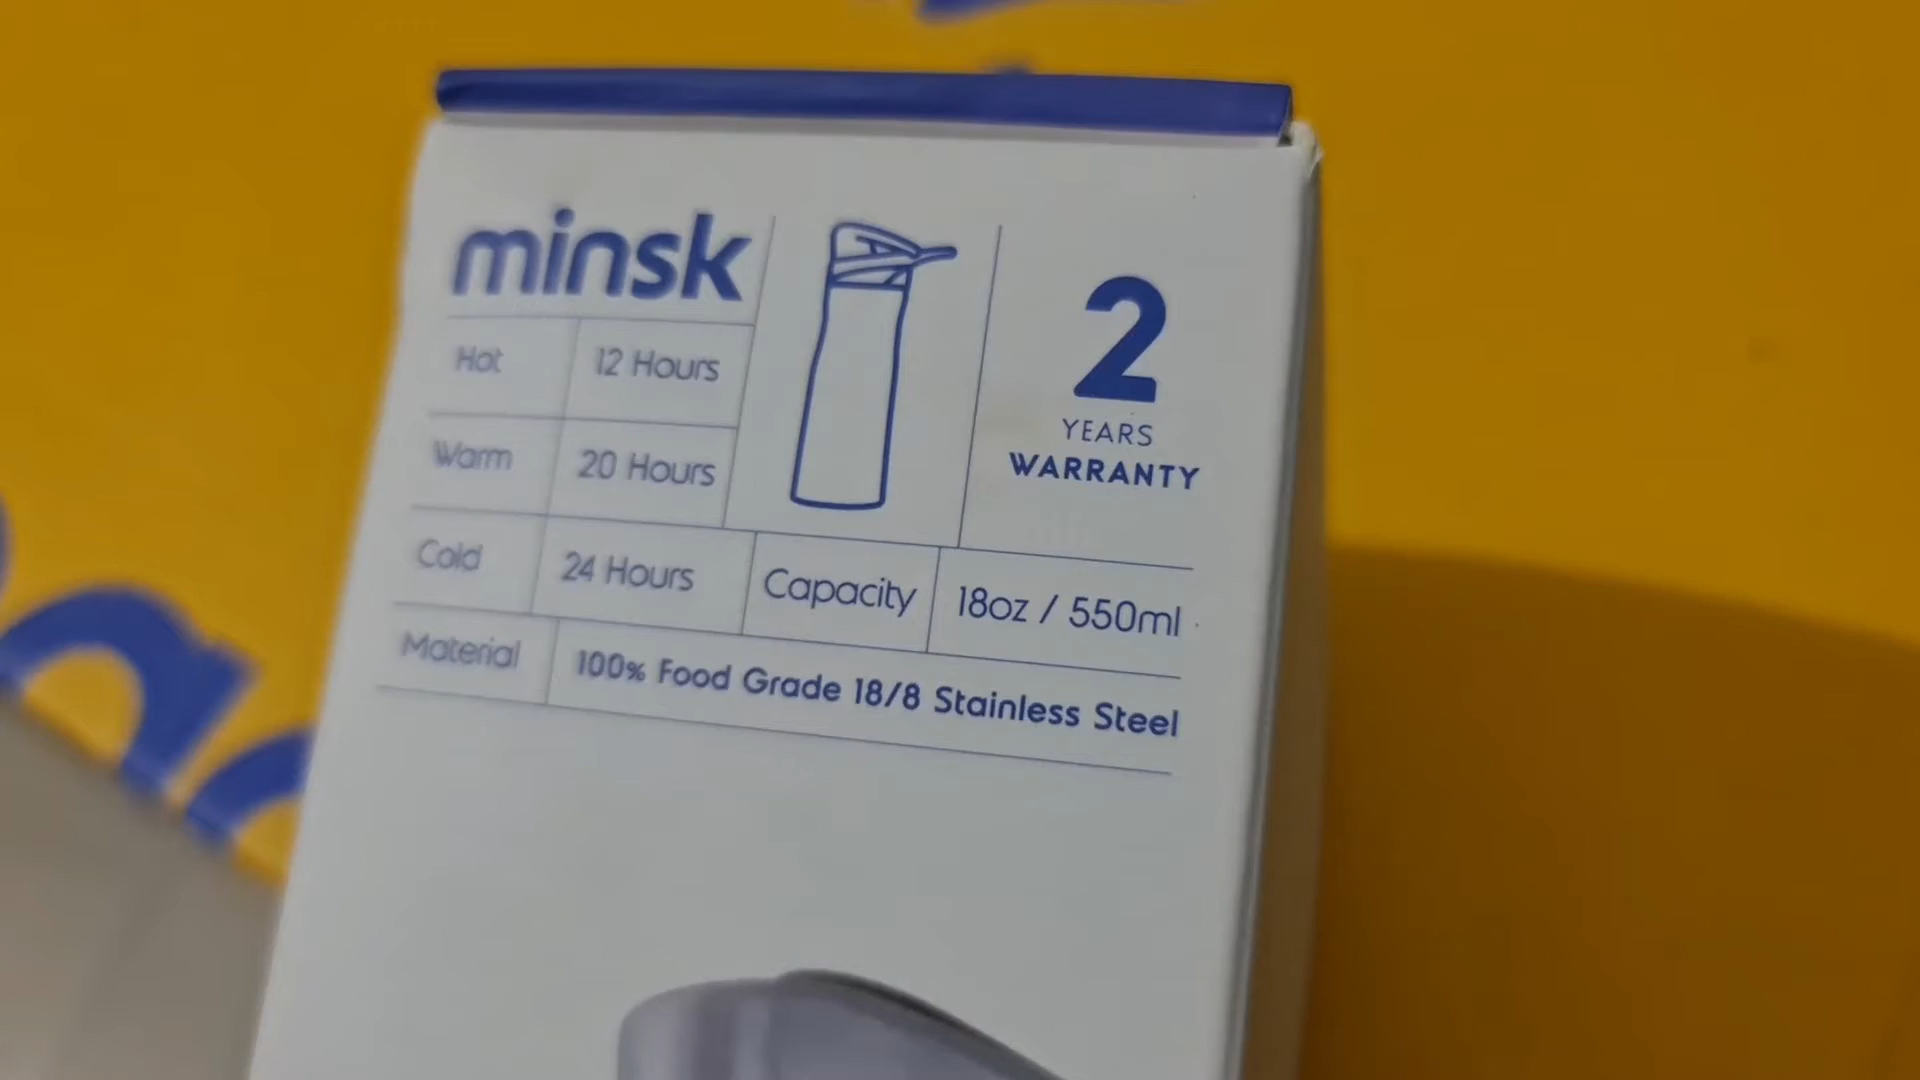 minsk
Hot 12 Hours
Warm 20 Hours
Cold 24 Hours
2
YEARS
WARRANTY
Capacity 18oz / 550ml
Material 100% Food Grade 18/8 Stainless Steel